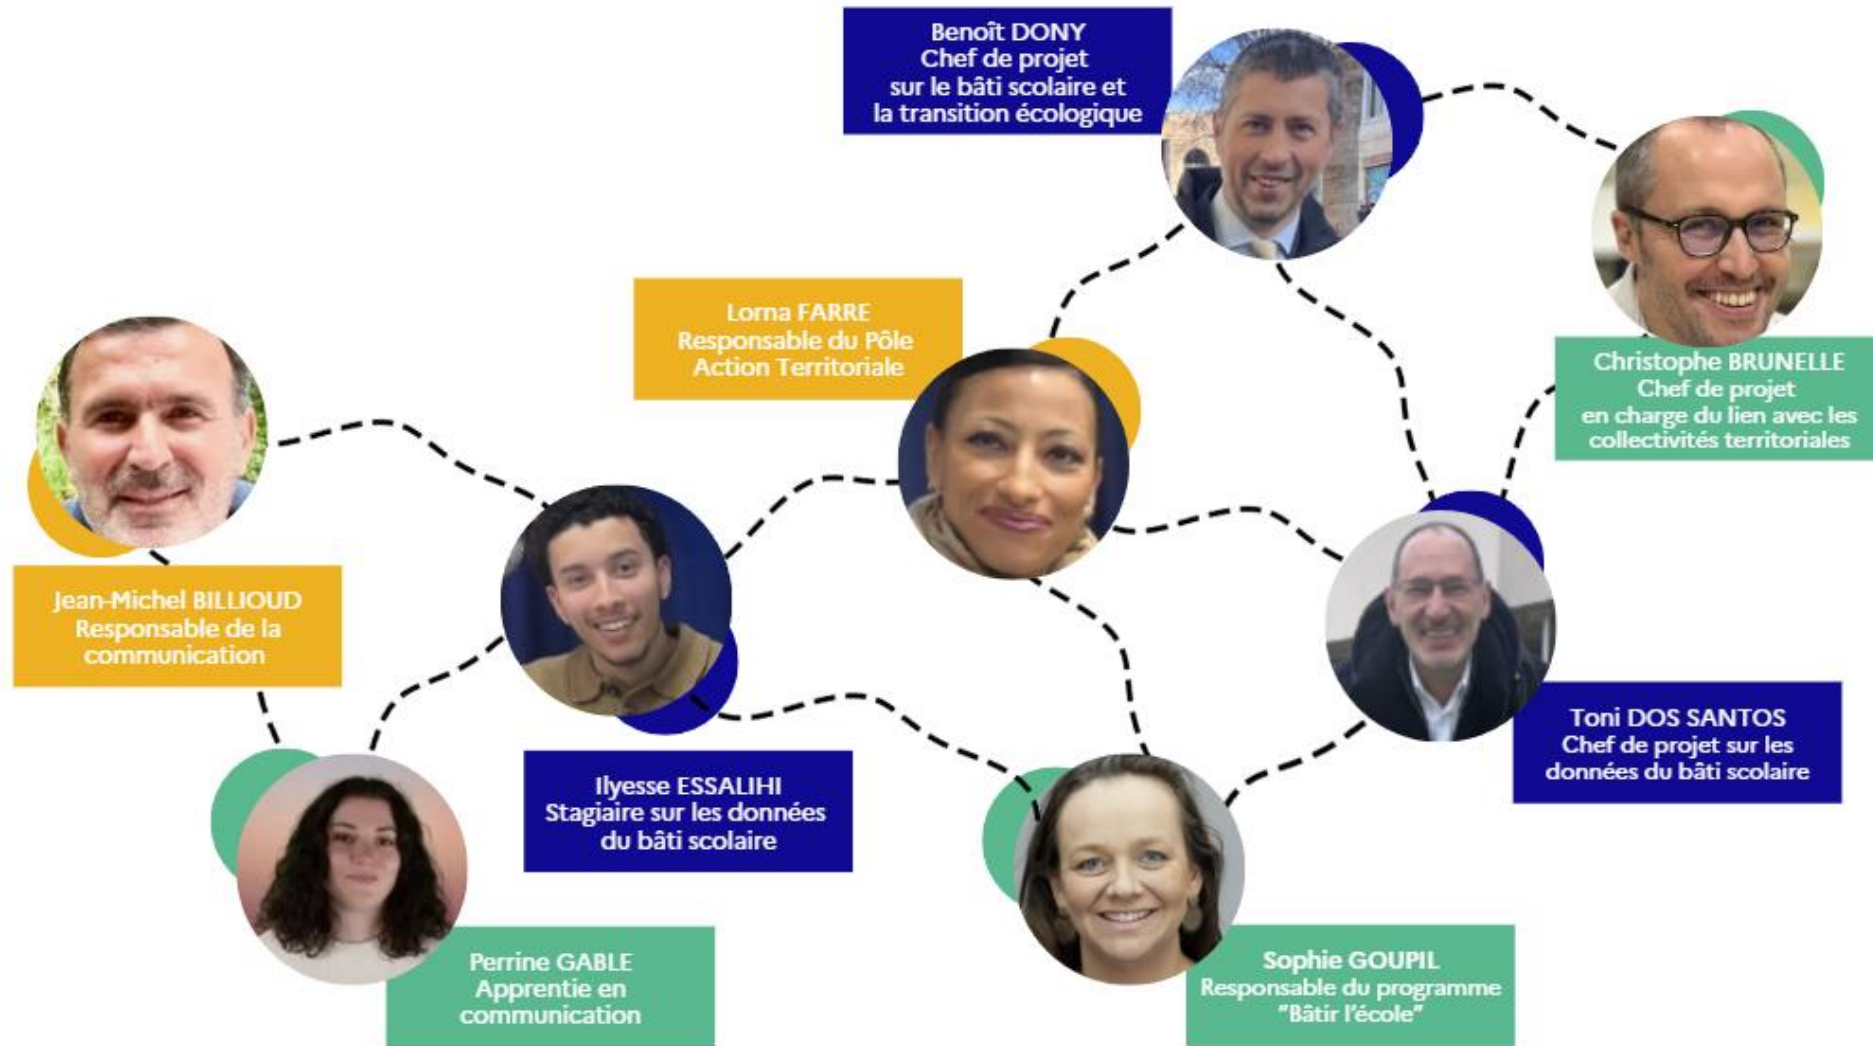 Benoît DONY
Chef de projet
sur le bâti scolaire et
la transition écologique
Lorna FARRE
Responsable du Pôle
Action Territoriale
Christophe BRUNELLE
Chef de projet
en charge du lien avec les
collectivités territoriales
Jean-Michel BILLIOUD
Responsable de la
communication
Toni DOS SANTOS
Chef de projet sur les
données du bâti scolaire
Ilyesse ESSALIHI
Stagiaire sur les données
du bâti scolaire
Perrine GABLE
Apprentie en
communication
Sophie GOUPIL
Responsable du programme
"Bâtir l'école"